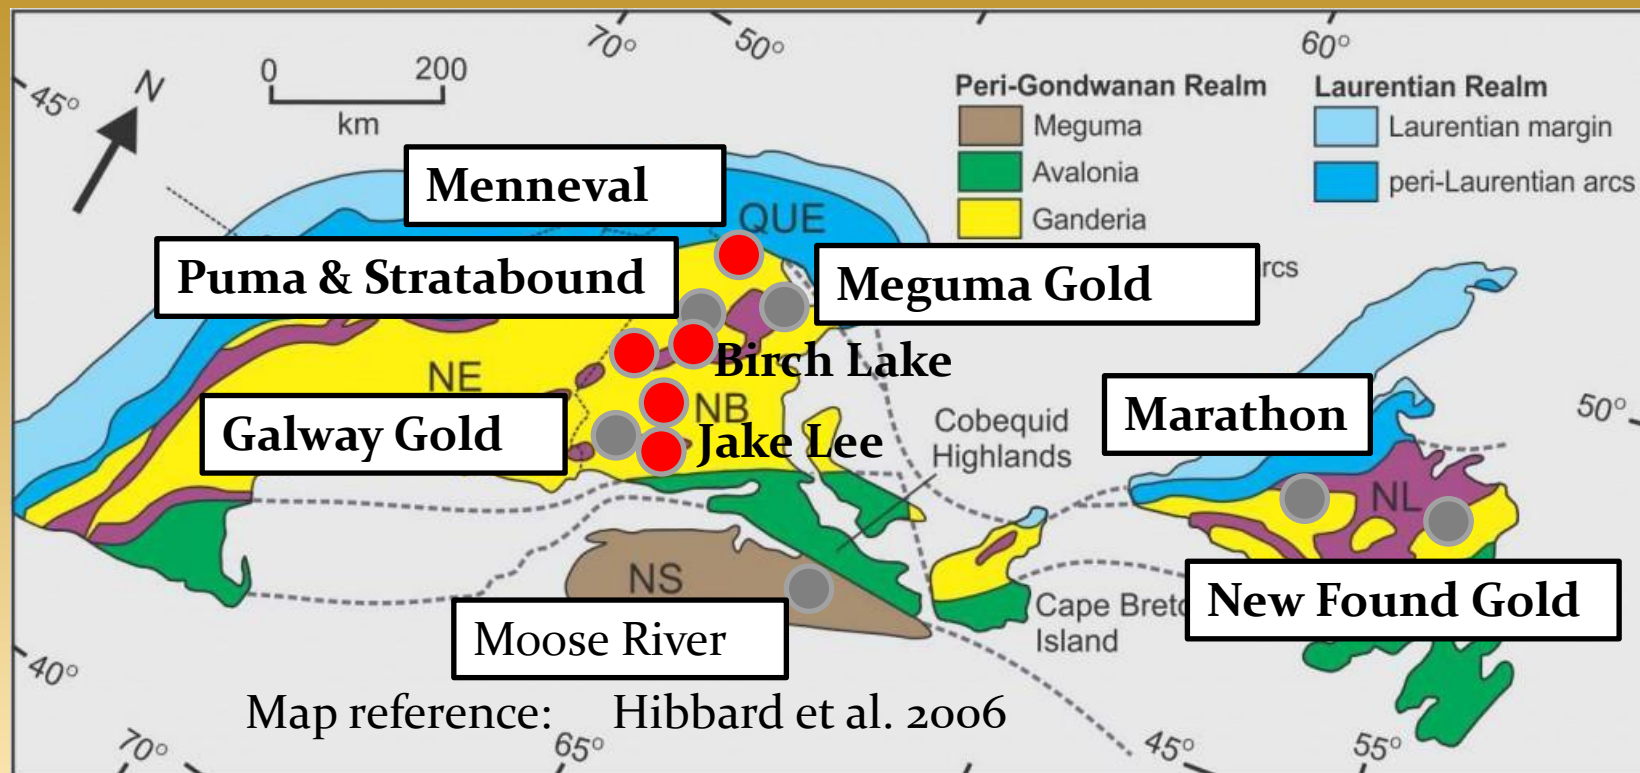 70°
50°
60°
45°
N
0
200
km
Peri-Gondwanan Realm
Meguma
Avalonia
Ganderia
rcs
Laurentian Realm
Laurentian margin
peri-Laurentian arcs
Menneval
QUE
Puma & Stratabound
Meguma Gold
Birch Lake
NE
NB
Galway Gold
Jake Lee
Cobequid
Highlands
Marathon
50°
NL
NS
Moose River
Cape Bret
Island
New Found Gold
40°
Map reference: Hibbard et al. 2006
70°
65°
45°
55°